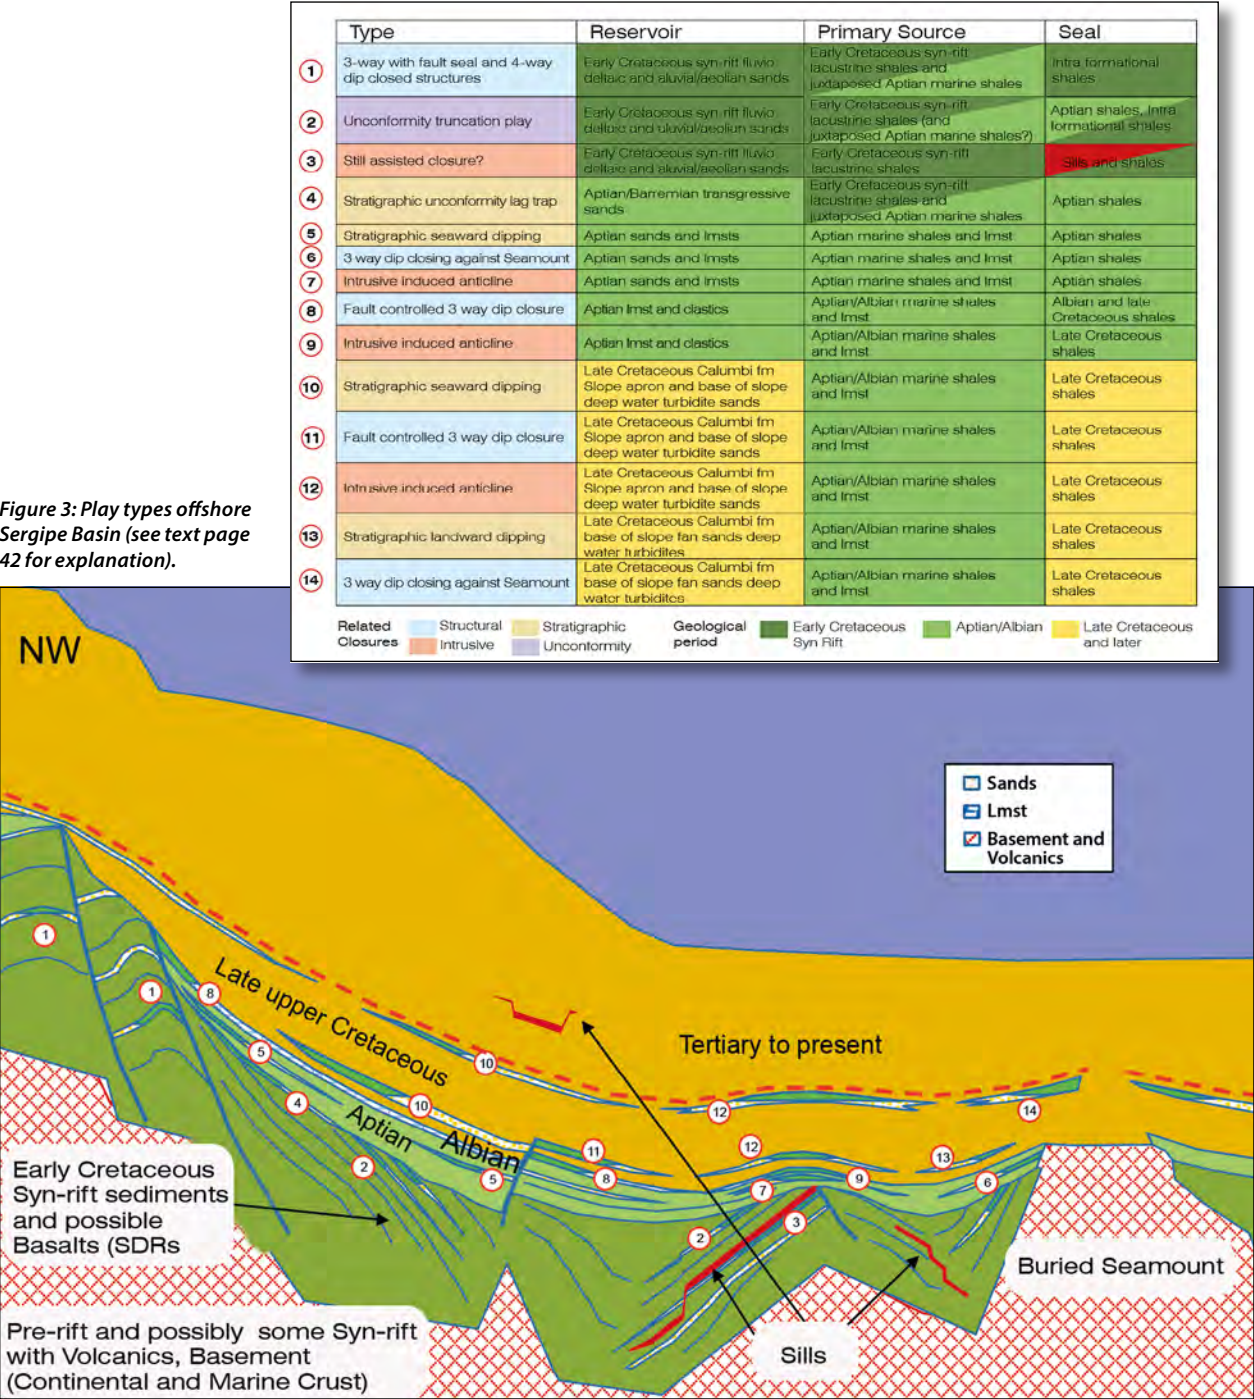 Type Reservoir Primary Source Seal
1
3-way with fault seal and 4-way
dip closed structures
Early Cretaceous syn-rift fluvio
deltaic and aluvial/aeolian sands
Early Cretaceous syn-rift
lacustrine shales and
juxtaposed Aptian marine shales
Intra formational
shales
2
Unconformity truncation play
Early Cretaceous syn-rift fluvio
deltaic and aluvial/aeolian sands
Early Cretaceous syn-rift
lacustrine shales (and
juxtaposed Aptian marine shales?)
Aptian shales, Intra
formational shales
3
Still assisted closure?
Early Cretaceous syn-rift fluvio
deltaic and aluvial/aeolian sands
Early Cretaceous syn-rift
lacustrine shales
Sills and shales
4
Stratigraphic unconformity lag trap
Aptian/Barremian transgressive
sands
Early Cretaceous syn-rift
lacustrine shales and
juxtaposed Aptian marine shales
Aptian shales
5
Stratigraphic seaward dipping
Aptian sands and lmsts
Aptian marine shales and lmst
Aptian shales
6
3 way dip closing against Seamount
Aptian sands and lmsts
Aptian marine shales and lmst
Aptian shales
7
Intrusive induced anticline
Aptian sands and lmsts
Aptian marine shales and lmst
Aptian shales
8
Fault controlled 3 way dip closure
Aptian lmst and clastics
Aptian/Albian marine shales
and lmst
Albian and late
Cretaceous shales
9
Intrusive induced anticline
Aptian lmst and clastics
Aptian/Albian marine shales
and lmst
Late Cretaceous
shales
10
Stratigraphic seaward dipping
Late Cretaceous Calumbi fm
Slope apron and base of slope
deep water turbidite sands
Aptian/Albian marine shales
and lmst
Late Cretaceous
shales
11
Fault controlled 3 way dip closure
Late Cretaceous Calumbi fm
Slope apron and base of slope
deep water turbidite sands
Aptian/Albian marine shales
and lmst
Late Cretaceous
shales
12
Intrusive induced anticline
Late Cretaceous Calumbi fm
Slope apron and base of slope
deep water turbidite sands
Aptian/Albian marine shales
and lmst
Late Cretaceous
shales
13
Stratigraphic landward dipping
Late Cretaceous Calumbi fm
base of slope fan sands deep
water turbidites
Aptian/Albian marine shales
and lmst
Late Cretaceous
shales
14
3 way dip closing against Seamount
Late Cretaceous Calumbi fm
base of slope fan sands deep
water turbidites
Aptian/Albian marine shales
and lmst
Late Cretaceous
shales
Related
Closures
Structural
Intrusive
Stratigraphic
Unconformity
Geological
period
Early Cretaceous
Syn Rift
Aptian/Albian
Late Cretaceous
and later
Figure 3: Play types offshore
Sergipe Basin (see text page
42 for explanation).
NW
Sands
Lmst
Basement and
Volcanics
1
1
8
Late upper Cretaceous
Tertiary to present
5
10
4
10
Aptian
Albian
2
5
11
8
12
12
14
13
7
9
6
2
3
Early Cretaceous
Syn-rift sediments
and possible
Basalts (SDRs
Buried Seamount
Sills
Pre-rift and possibly some Syn-rift
with Volcanics, Basement
(Continental and Marine Crust)